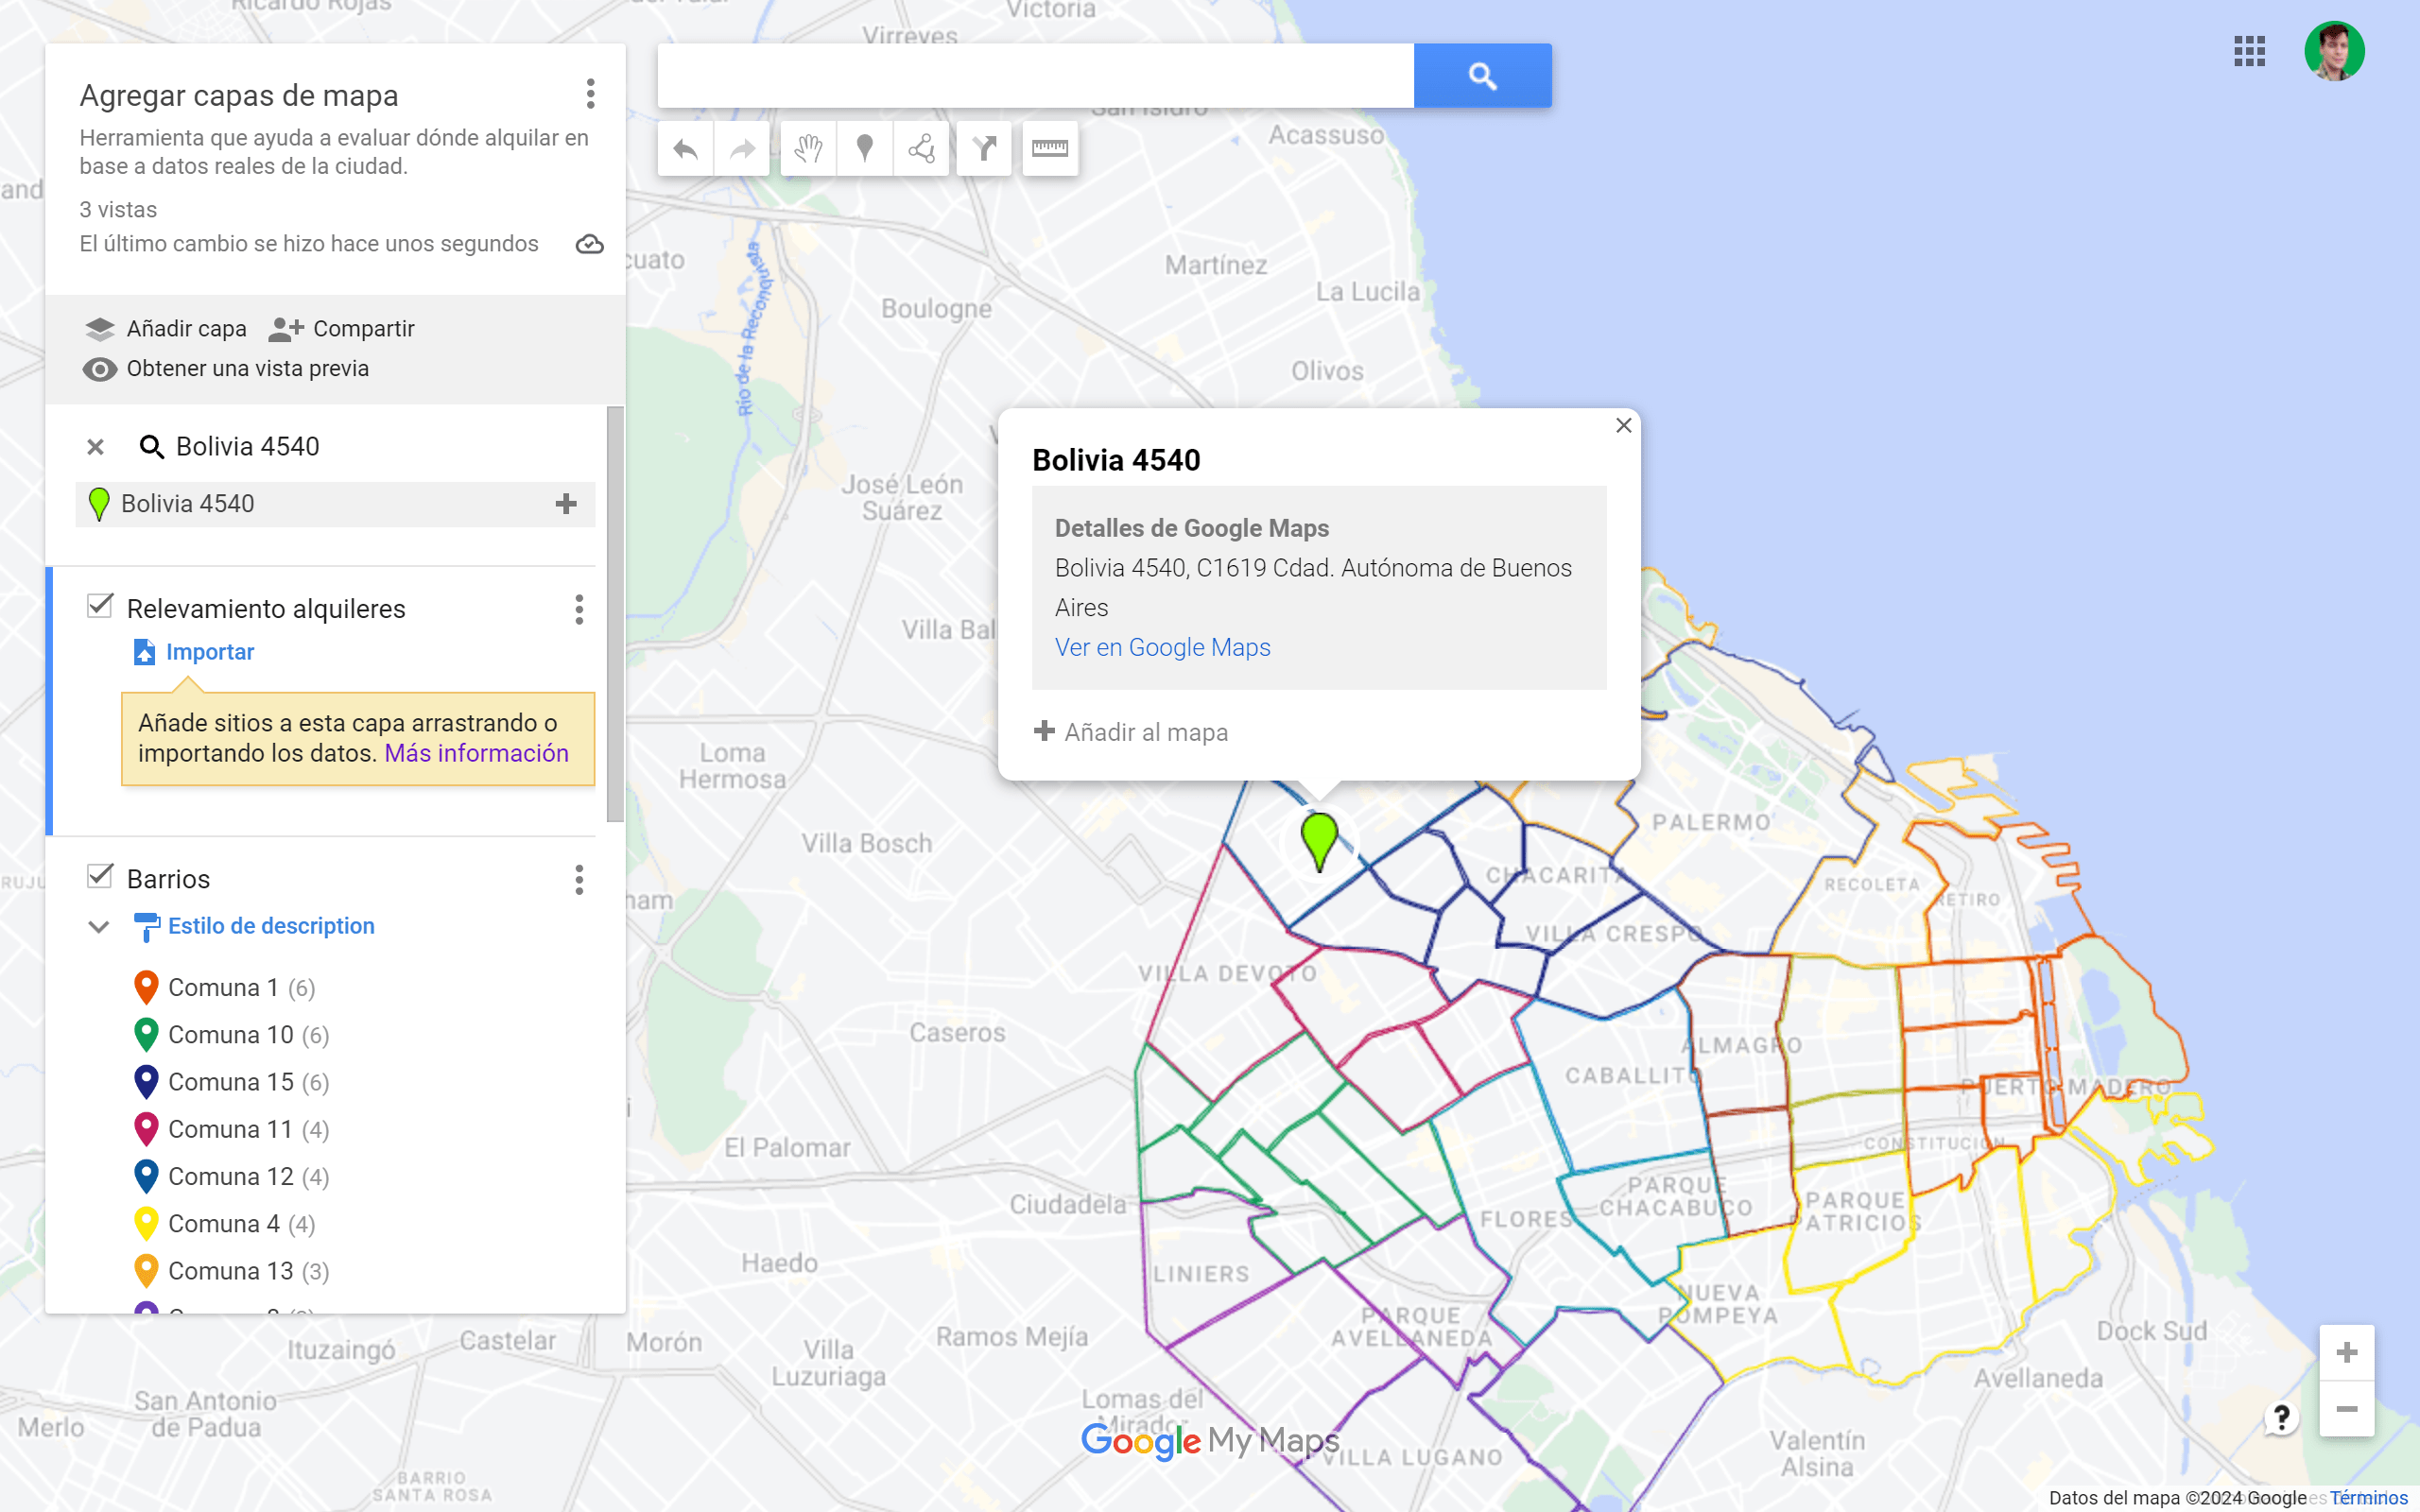 Ricardo Rojas
Victoria
Virreyes
Agregar capas de mapa
Herramienta que ayuda a evaluar dónde alquilar en
base a datos reales de la ciudad.
3 vistas
El último cambio se hizo hace unos segundos
San Isidro
Acassuso
Martínez
La Lucila
Boulogne
Olivos
Río de la Reconquista
Añadir capa
Compartir
Obtener una vista previa
Bolivia 4540
Bolivia 4540
Bolivia 4540
Detalles de Google Maps
Bolivia 4540, C1619 Cdad. Autónoma de Buenos
Aires
Ver en Google Maps
Añadir al mapa
José León
Suárez
Relevamiento alquileres
Importar
Añade sitios a esta capa arrastrando o
importando los datos. Más información
Loma
Hermosa
Villa Bosch
Barrios
Estilo de description
Comuna 1 (6)
Comuna 10 (6)
Comuna 15 (6)
Comuna 11 (4)
Comuna 12 (4)
Comuna 4 (4)
Comuna 13 (3)
PALERMO
CHACARITA
RECOLETA
RETIRO
VILLA CRESPO
VILLA DEVOTO
Caseros
ALMAGRO
CABALLITO
PUERTO MADERO
El Palomar
CONSTITUCIÓN
Ciudadela
PARQUE
CHACABUCO
PARQUE
PATRICIOS
FLORES
Haedo
LINIERS
NUEVA
POMPEYA
PARQUE
AVELLANEDA
Dock Sud
Ituzaingó
Castelar
Morón
Villa
Luzuriaga
Ramos Mejía
Avellaneda
San Antonio
de Padua
Merlo
Lomas del
Mirador
Google My Maps
VILLA LUGANO
Valentín
Alsina
BARRIO
SANTA ROSA
Datos del mapa ©2024 Google
Términos